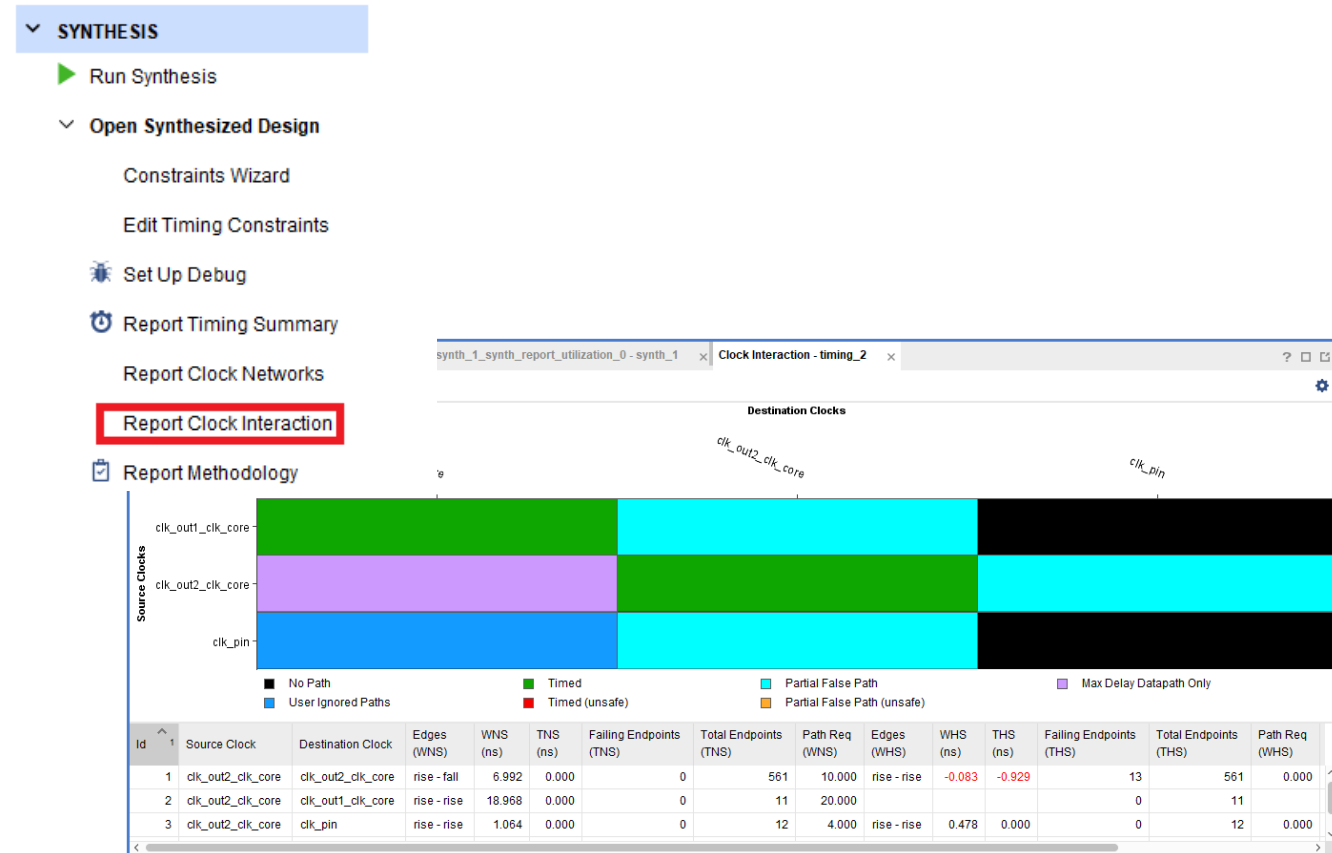 SYNTHESIS
Run Synthesis
Open Synthesized Design
Constraints Wizard
Edit Timing Constraints
Set Up Debug
Report Timing Summary
Report Clock Networks
Report Clock Interaction
Report Methodology
synth_1_synth_report_utilization_0 - synth_1 × Clock Interaction - timing_2 × ?
Destination Clocks
re clk_out2_clk_core clk_pin
Source Clocks
clk_out1_clk_core
clk_out2_clk_core
clk_pin
No Path Timed Partial False Path Max Delay Datapath Only
User Ignored Paths Timed (unsafe) Partial False Path (unsafe)
Id 1 Source Clock Destination Clock Edges (WNS) WNS (ns) TNS (ns) Failing Endpoints (TNS) Total Endpoints (TNS) Path Req (WNS) Edges (WHS) WHS (ns) THS (ns) Failing Endpoints (THS) Total Endpoints (THS) Path Req (WHS)
1 clk_out2_clk_core clk_out2_clk_core rise - fall 6.992 0.000 0 561 10.000 rise - rise -0.083 -0.929 13 561 0.000
2 clk_out2_clk_core clk_out1_clk_core rise - rise 18.968 0.000 0 11 20.000 0 11
3 clk_out2_clk_core clk_pin rise - rise 1.064 0.000 0 12 4.000 rise - rise 0.478 0.000 0 12 0.000